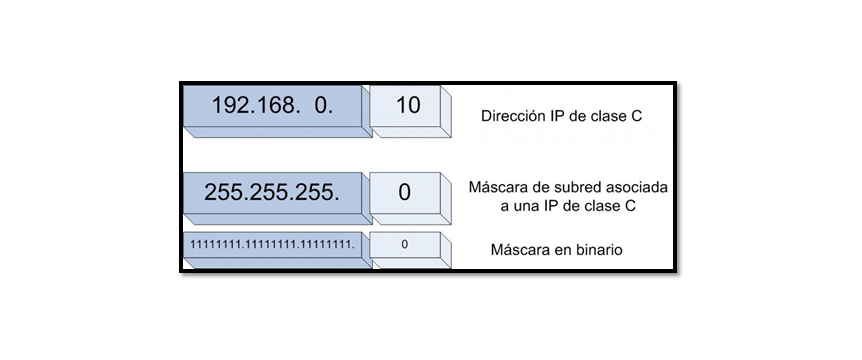 192.168. 0. 10
Dirección IP de clase C
255.255.255. 0
Máscara de subred asociada
a una IP de clase C
11111111.11111111.11111111. 0
Máscara en binario